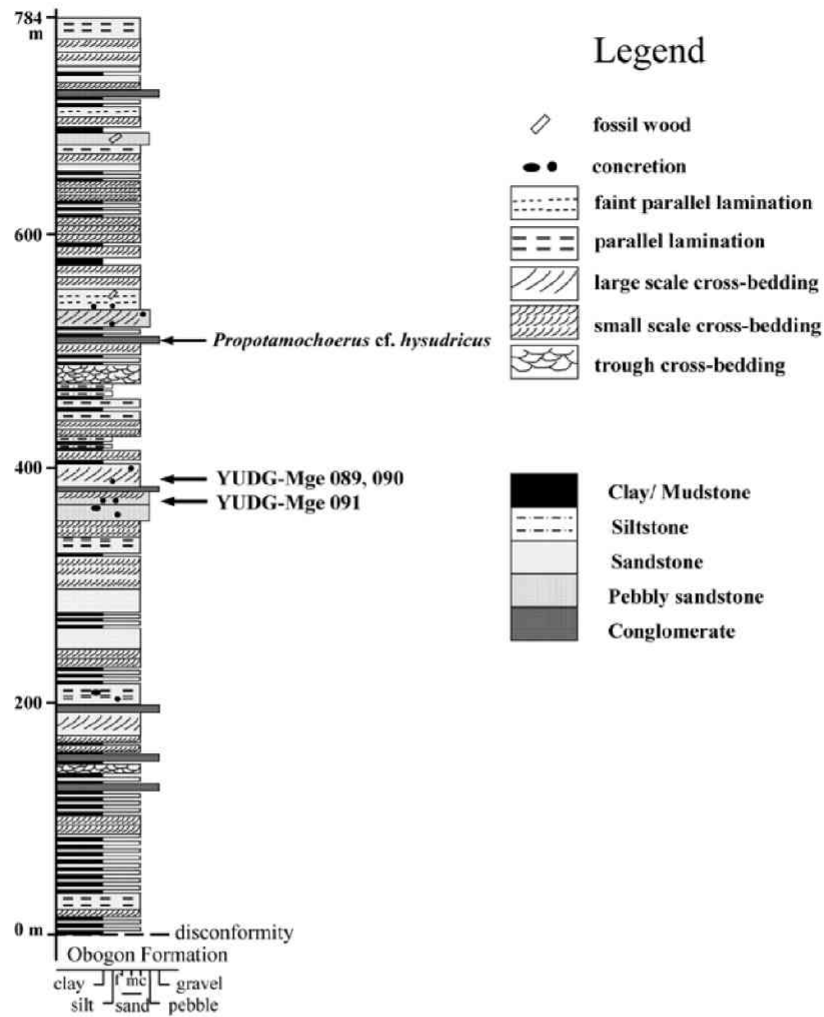 784
m
600
400
200
0 m
Propotamochoerus cf. hysudricus
YUDG-Mge 089, 090
YUDG-Mge 091
disconformity
Obogon Formation
clay
f mc
gravel
silt
sand
pebble
Legend
fossil wood
concretion
faint parallel lamination
parallel lamination
large scale cross-bedding
small scale cross-bedding
trough cross-bedding
Clay/ Mudstone
Siltstone
Sandstone
Pebbly sandstone
Conglomerate